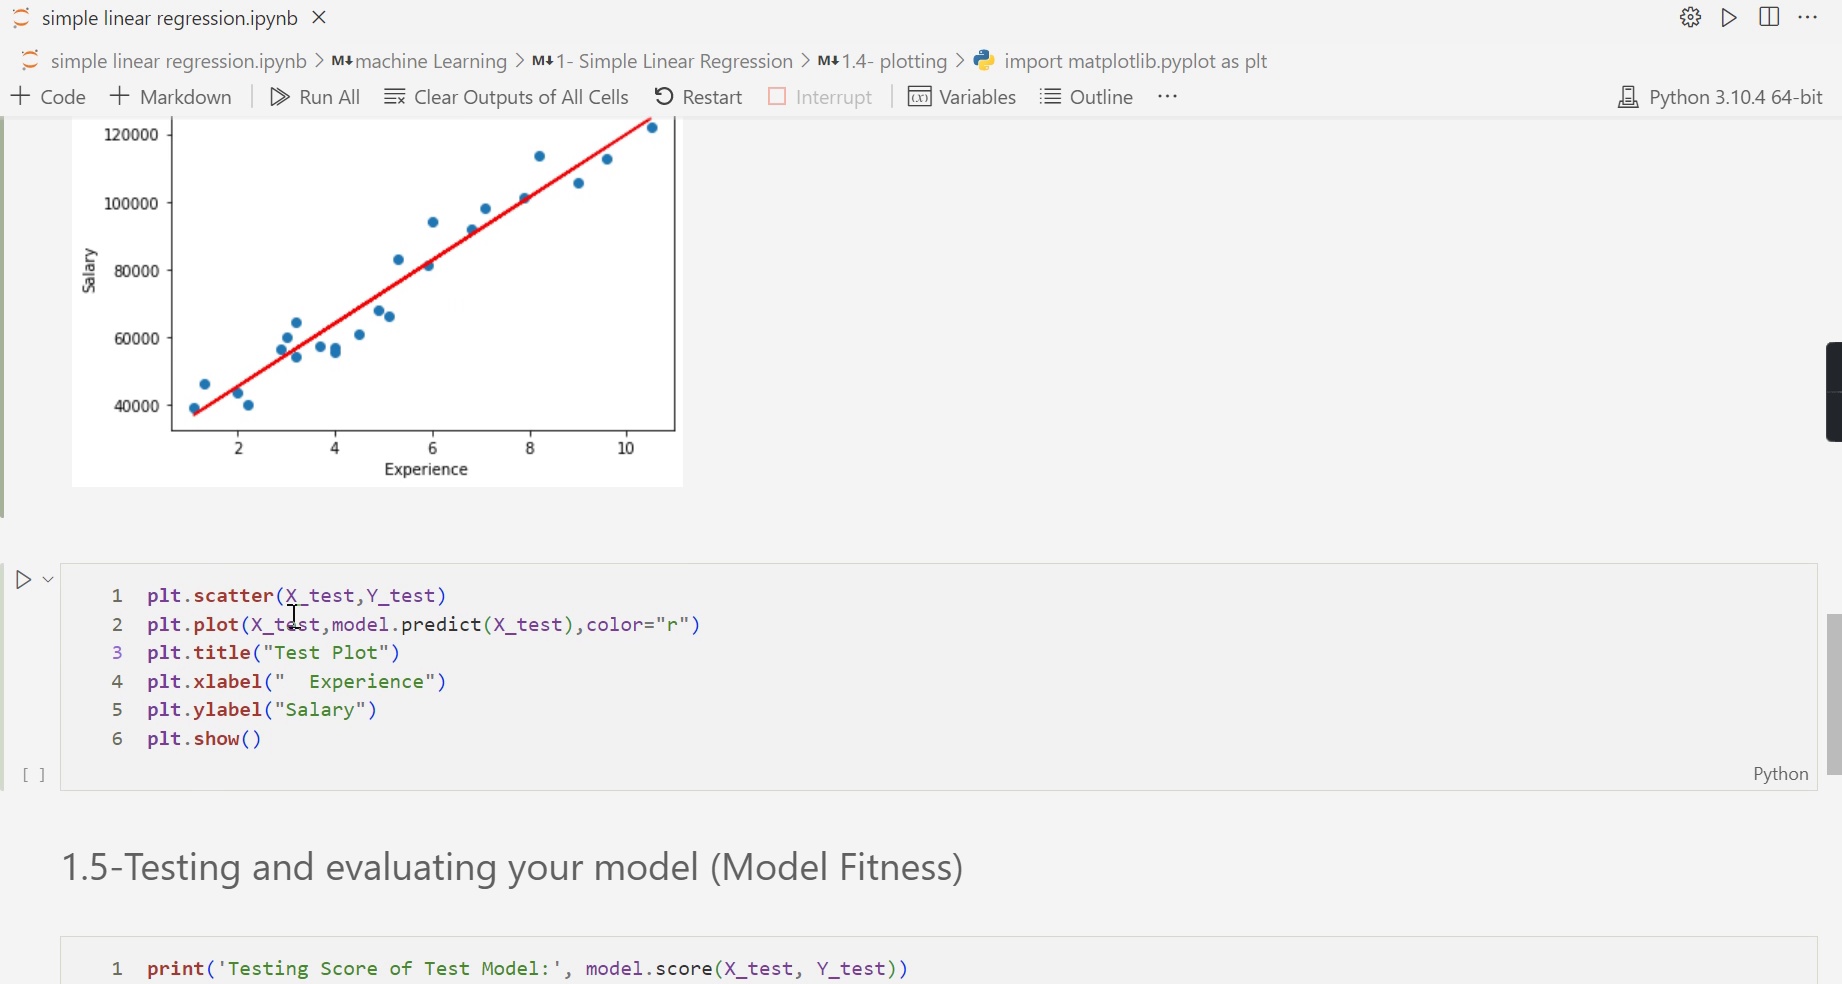 simple linear regression.ipynb
simple linear regression.ipynb > M↓ machine Learning > M↓ 1- Simple Linear Regression > M↓ 1.4- plotting > import matplotlib.pyplot as plt
+ Code + Markdown Run All Clear Outputs of All Cells Restart Interrupt Variables Outline ··· Python 3.10.4 64-bit
120000
100000
80000
60000
40000
Salary
2 4 6 8 10
Experience
1 plt.scatter(X_test,Y_test)
2 plt.plot(X_test,model.predict(X_test),color="r")
3 plt.title("Test Plot")
4 plt.xlabel("  Experience")
5 plt.ylabel("Salary")
6 plt.show()
[ ] Python
1.5-Testing and evaluating your model (Model Fitness)
1 print('Testing Score of Test Model:', model.score(X_test, Y_test))